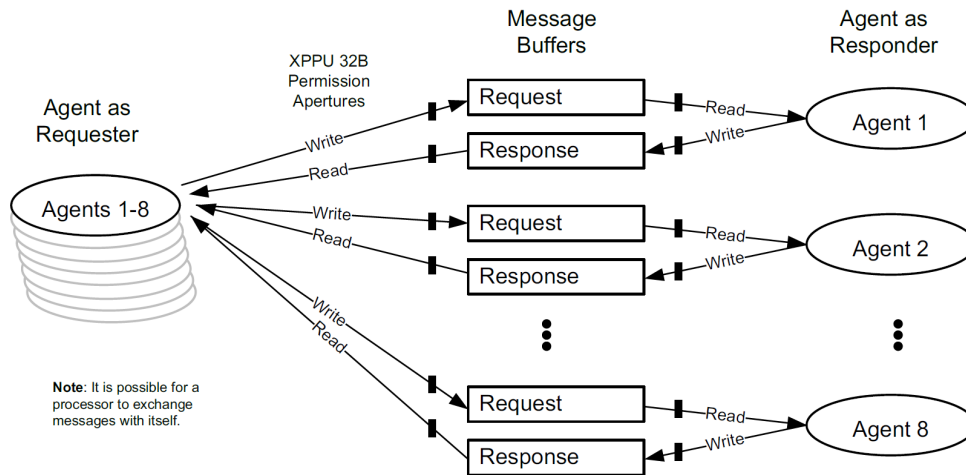 Message
Buffers
Agent as
Responder
XPPU 32B
Permission
Apertures
Agent as
Requester
Request
Read
Agent 1
Write
Write
Response
Read
Agents 1-8
Write
Request
Read
Agent 2
Read
Write
Response
Write
Read
Note: It is possible for a
processor to exchange
messages with itself.
Request
Read
Agent 8
Write
Response